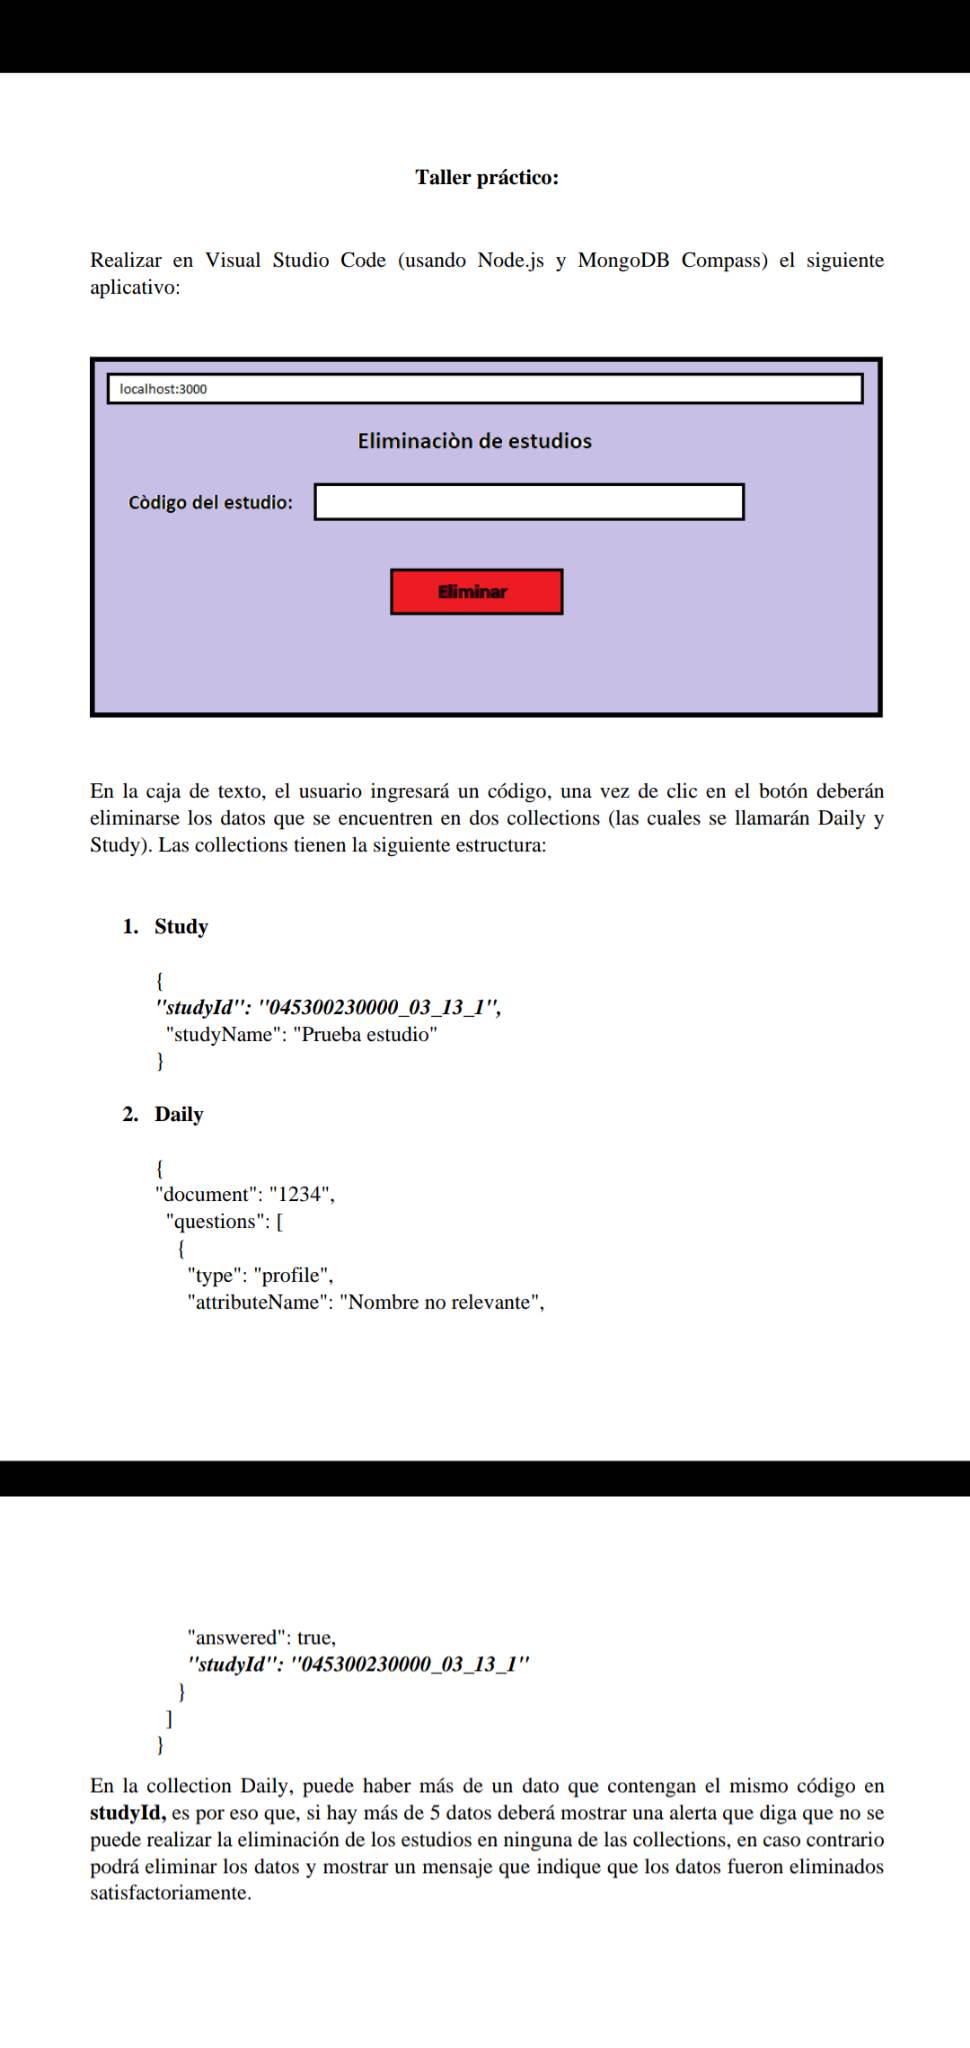 Taller práctico:
Realizar en Visual Studio Code (usando Node.js y MongoDB Compass) el siguiente
aplicativo:
localhost:3000
Eliminaciòn de estudios
Còdigo del estudio:
Eliminar
En la caja de texto, el usuario ingresará un código, una vez de clic en el botón deberán
eliminarse los datos que se encuentren en dos collections (las cuales se llamarán Daily y
Study). Las collections tienen la siguiente estructura:
1. Study
{
"studyId": "045300230000_03_13_1",
"studyName": "Prueba estudio"
}
2. Daily
{
"document": "1234",
"questions": [
{
"type": "profile",
"attributeName": "Nombre no relevante",
"answered": true,
"studyId": "045300230000_03_13_1"
}
]
}
En la collection Daily, puede haber más de un dato que contengan el mismo código en
studyId, es por eso que, si hay más de 5 datos deberá mostrar una alerta que diga que no se
puede realizar la eliminación de los estudios en ninguna de las collections, en caso contrario
podrá eliminar los datos y mostrar un mensaje que indique que los datos fueron eliminados
satisfactoriamente.